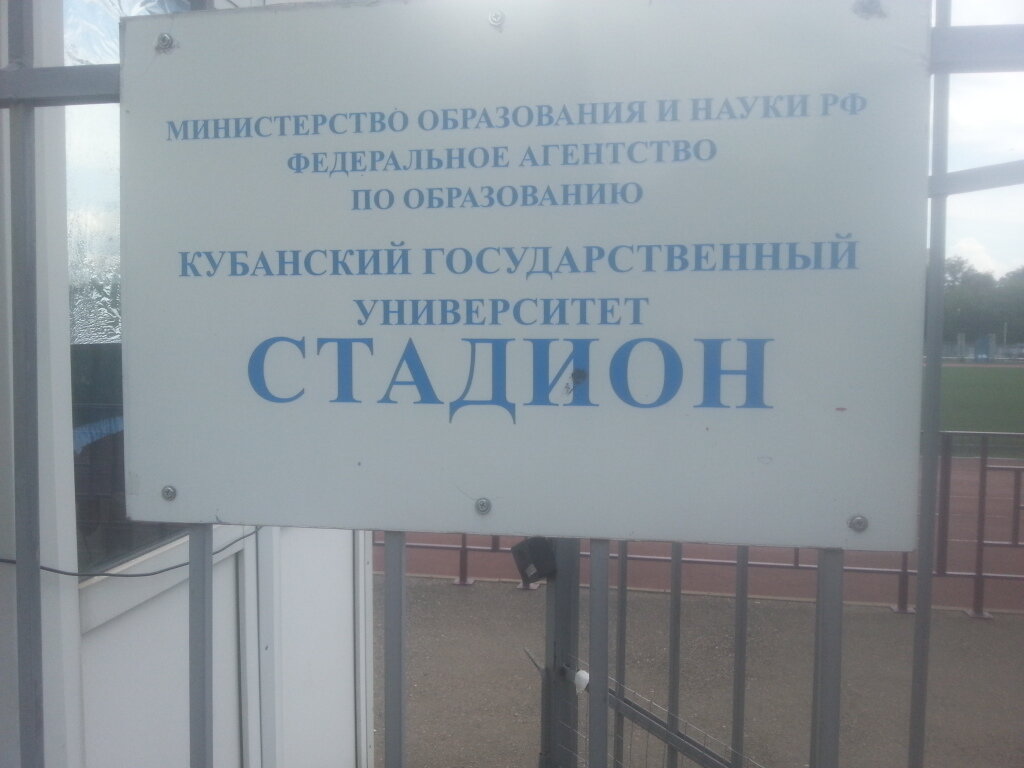 МИНИСТЕРСТВО ОБРАЗОВАНИЯ И НАУКИ РФ
ФЕДЕРАЛЬНОЕ АГЕНТСТВО
ПО ОБРАЗОВАНИЮ
КУБАНСКИЙ ГОСУДАРСТВЕННЫЙ
УНИВЕРСИТЕТ
СТАДИОН